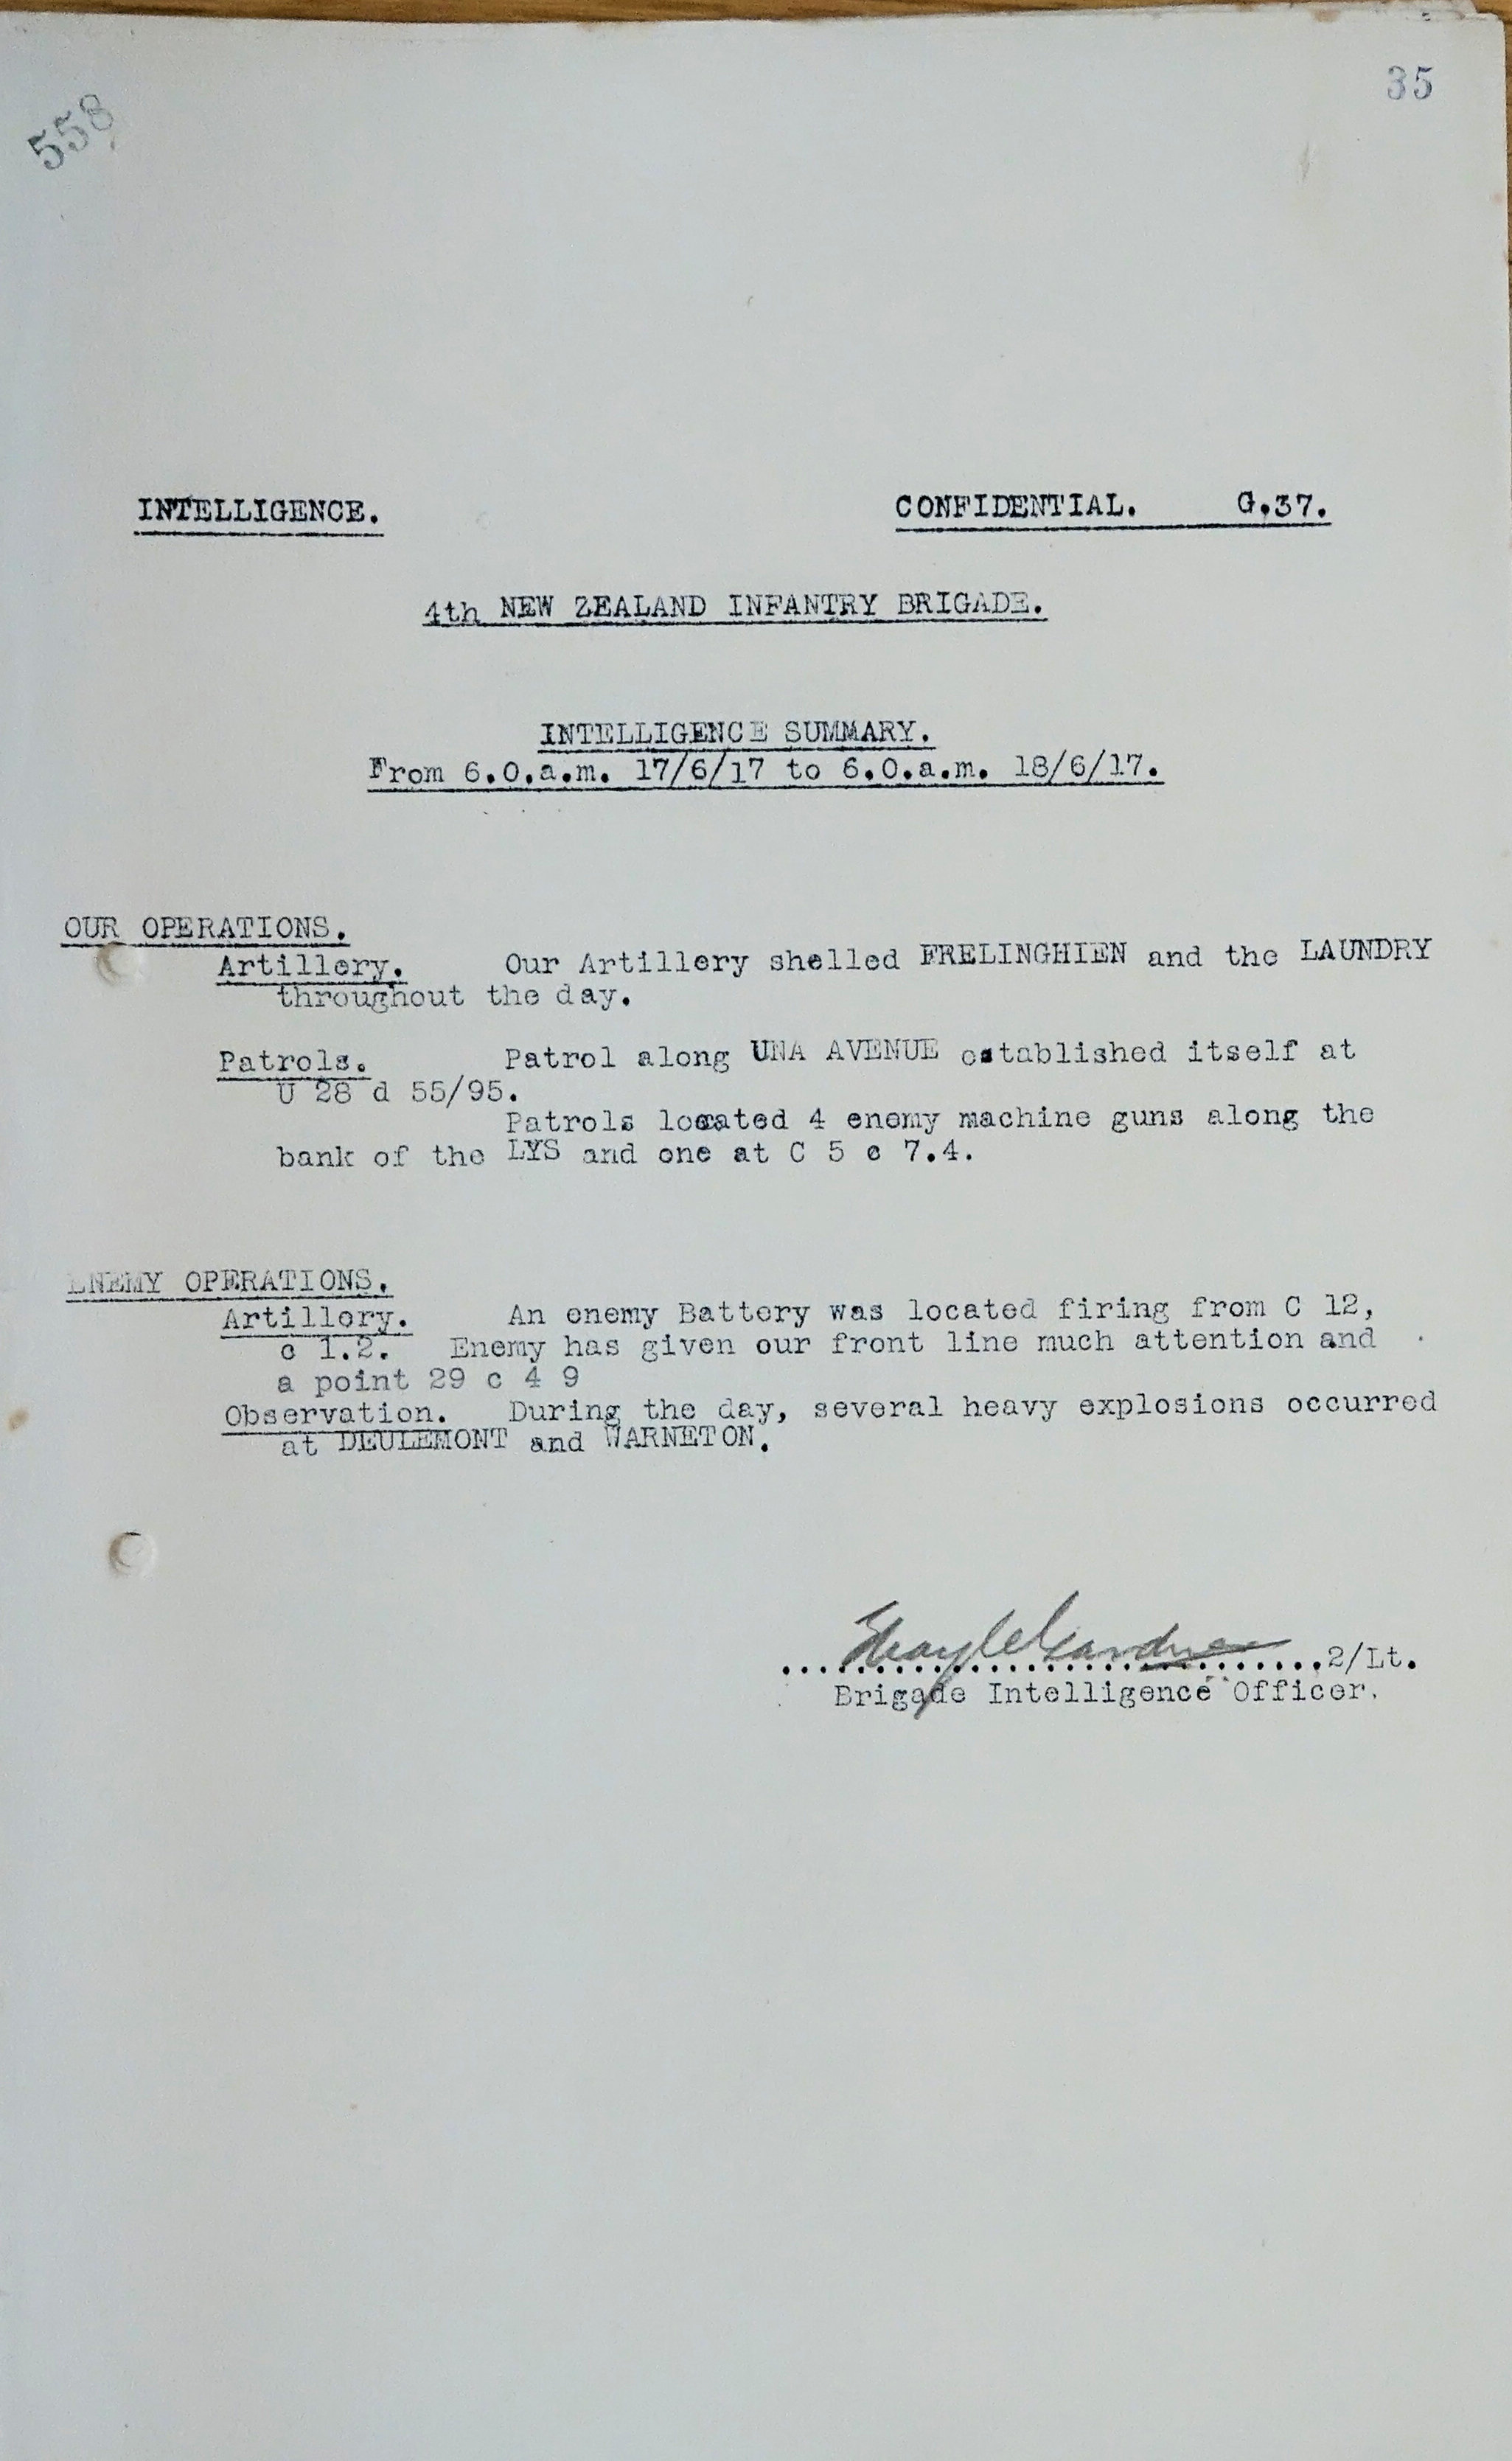 558
35
INTELLIGENCE.
CONFIDENTIAL. G.37.
4th NEW ZEALAND INFANTRY BRIGADE.
INTELLIGENCE SUMMARY.
From 6.0.a.m. 17/6/17 to 6.0.a.m. 18/6/17.
OUR OPERATIONS.
Artillery. Our Artillery shelled FRELINGHIEN and the LAUNDRY
throughout the day.
Patrols. Patrol along UNA AVENUE established itself at
U 28 d 55/95.
Patrols located 4 enemy machine guns along the
bank of the LYS and one at C 5 c 7.4.
ENEMY OPERATIONS.
Artillery. An enemy Battery was located firing from C 12,
c 1.2. Enemy has given our front line much attention and
a point 29 c 4 9
Observation. During the day, several heavy explosions occurred
at DEULEMONT and WARNETON.
2/Lt.
Brigade Intelligence Officer.